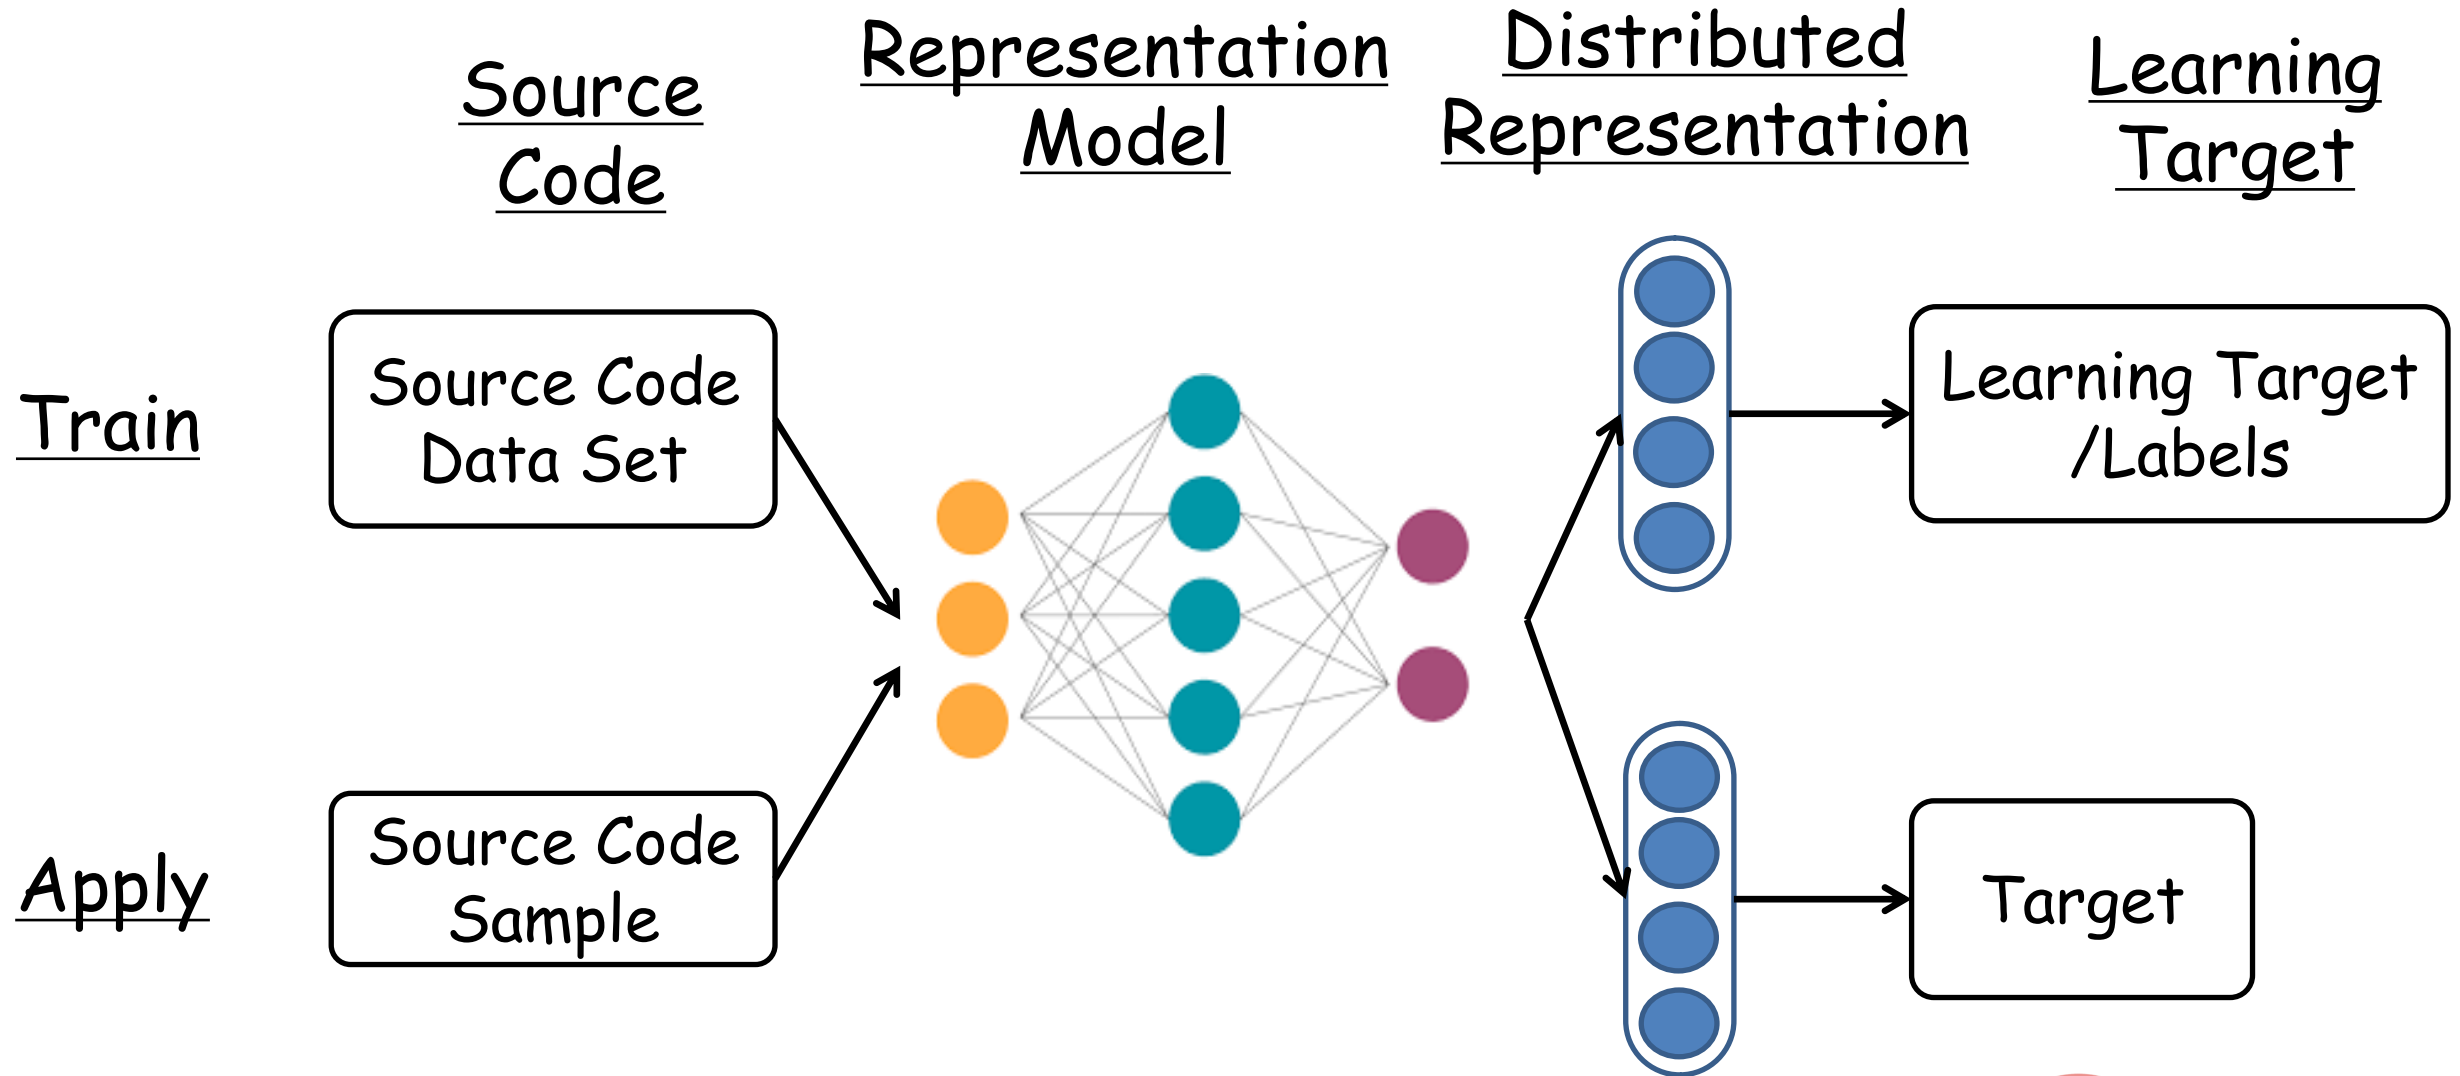 Source
Code
Representation
Model
Distributed
Representation
Learning
Target
Train
Source Code
Data Set
Learning Target
/Labels
Apply
Source Code
Sample
Target